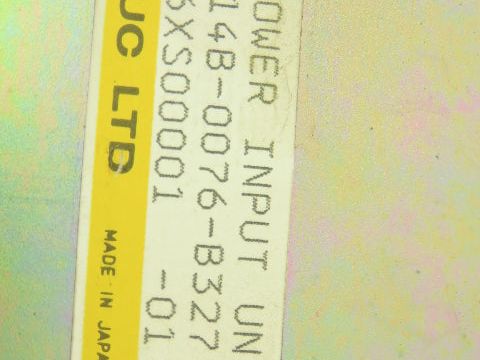 OWER INPUT UN
14B-0076-B327
6XS00001 -01
UC LTD MADE IN JAPA